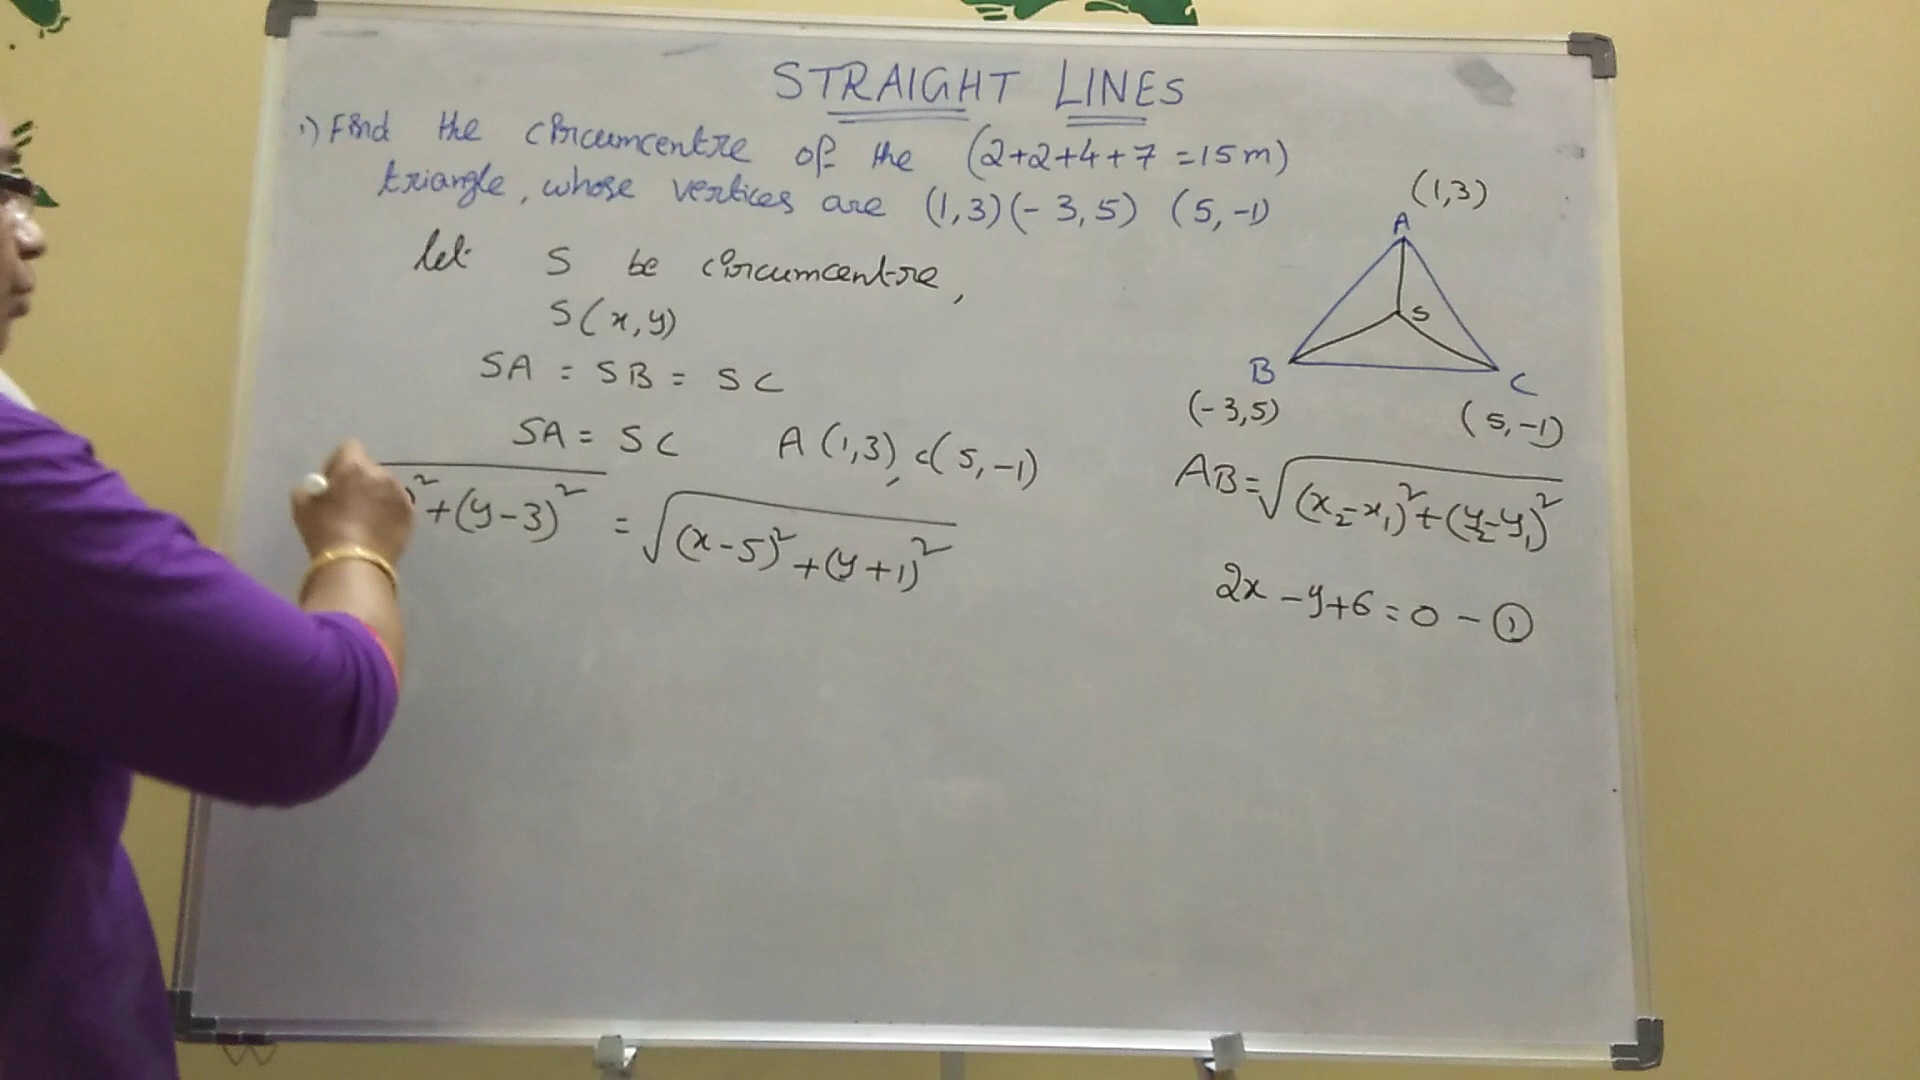 STRAIGHT LINES
1) Find the circumcentre of the (2+2+4+7 =15m)
triangle, whose vertices are (1,3)(-3,5) (5,-1)
let S be circumcentre,
S(x,y)
SA = SB = SC
SA = SC A(1,3), C(5,-1)
)²+(y-3)² = √(x-5)²+(y+1)²
(1,3)
A
S
B
C
(-3,5)
(5,-1)
AB=√(x₂-x₁)²+(y₂-y₁)²
2x-y+6=0-①